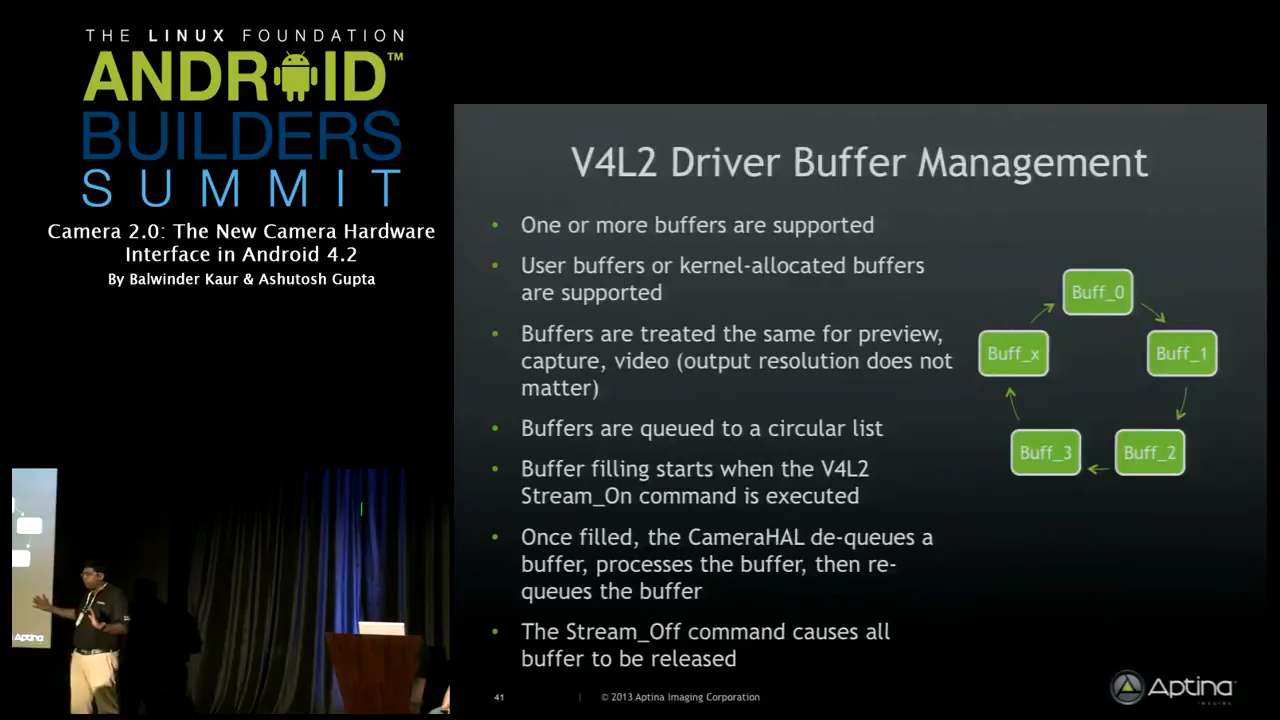 THE LINUX FOUNDATION
ANDROID™
BUILDERS
SUMMIT
Camera 2.0: The New Camera Hardware
Interface in Android 4.2
By Balwinder Kaur & Ashutosh Gupta
V4L2 Driver Buffer Management
• One or more buffers are supported
• User buffers or kernel-allocated buffers
are supported
• Buffers are treated the same for preview,
capture, video (output resolution does not
matter)
• Buffers are queued to a circular list
• Buffer filling starts when the V4L2
Stream_On command is executed
• Once filled, the CameraHAL de-queues a
buffer, processes the buffer, then re-
queues the buffer
• The Stream_Off command causes all
buffer to be released
Buff_0
Buff_1
Buff_2
Buff_3
Buff_x
41 | © 2013 Aptina Imaging Corporation
Aptina
IMAGING
Aptina